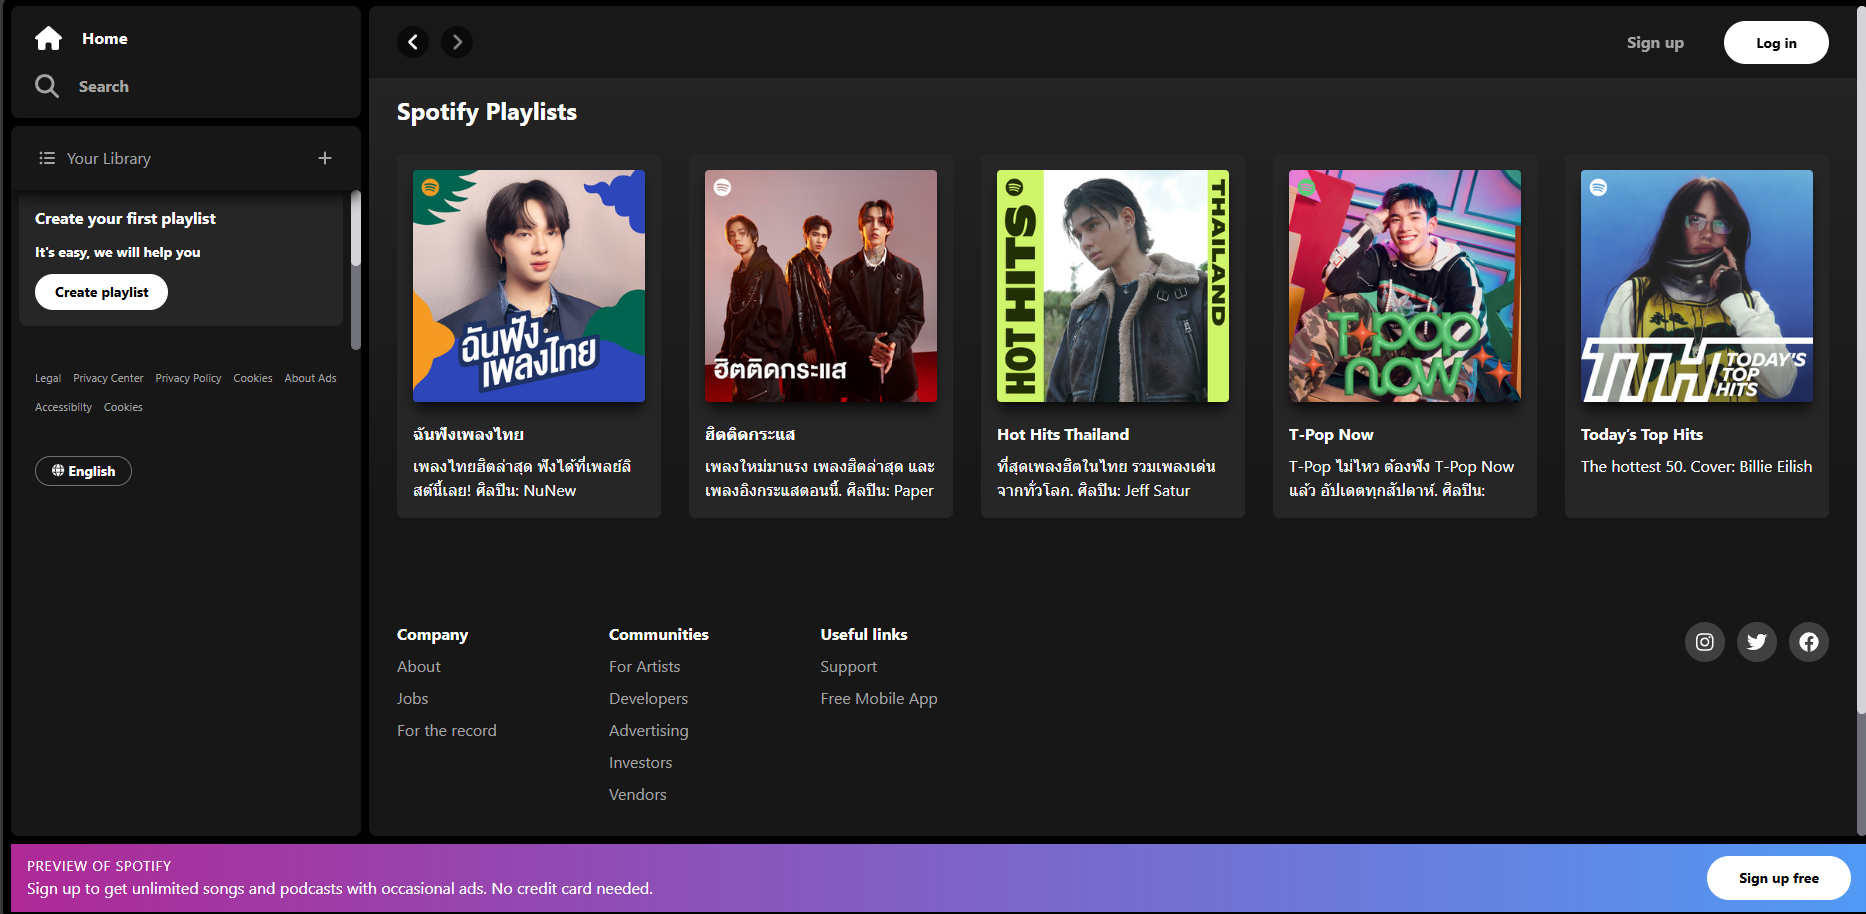 Home
Search
Your Library
Create your first playlist
It's easy, we will help you
Create playlist
Legal Privacy Center Privacy Policy Cookies About Ads
Accessibilty Cookies
English
Sign up
Log in
Spotify Playlists
ฉันฟัง
เพลงไทย
ฉันฟังเพลงไทย
เพลงไทยฮิตล่าสุด ฟังได้ที่เพลย์ลิ
สต์นี้เลย! ศิลปิน: NuNew
ฮิตติดกระแส
ฮิตติดกระแส
เพลงใหม่มาแรง เพลงฮิตล่าสุด และ
เพลงอิงกระแสตอนนี้. ศิลปิน: Paper
HOT HITS
THAILAND
Hot Hits Thailand
ที่สุดเพลงฮิตในไทย รวมเพลงเด่น
จากทั่วโลก. ศิลปิน: Jeff Satur
T-POP
NOW
T-Pop Now
T-Pop ไม่ไหว ต้องฟัง T-Pop Now
แล้ว อัปเดตทุกสัปดาห์. ศิลปิน:
TTH
TODAY'S
TOP
HITS
Today’s Top Hits
The hottest 50. Cover: Billie Eilish
Company
About
Jobs
For the record
Communities
For Artists
Developers
Advertising
Investors
Vendors
Useful links
Support
Free Mobile App
PREVIEW OF SPOTIFY
Sign up to get unlimited songs and podcasts with occasional ads. No credit card needed.
Sign up free